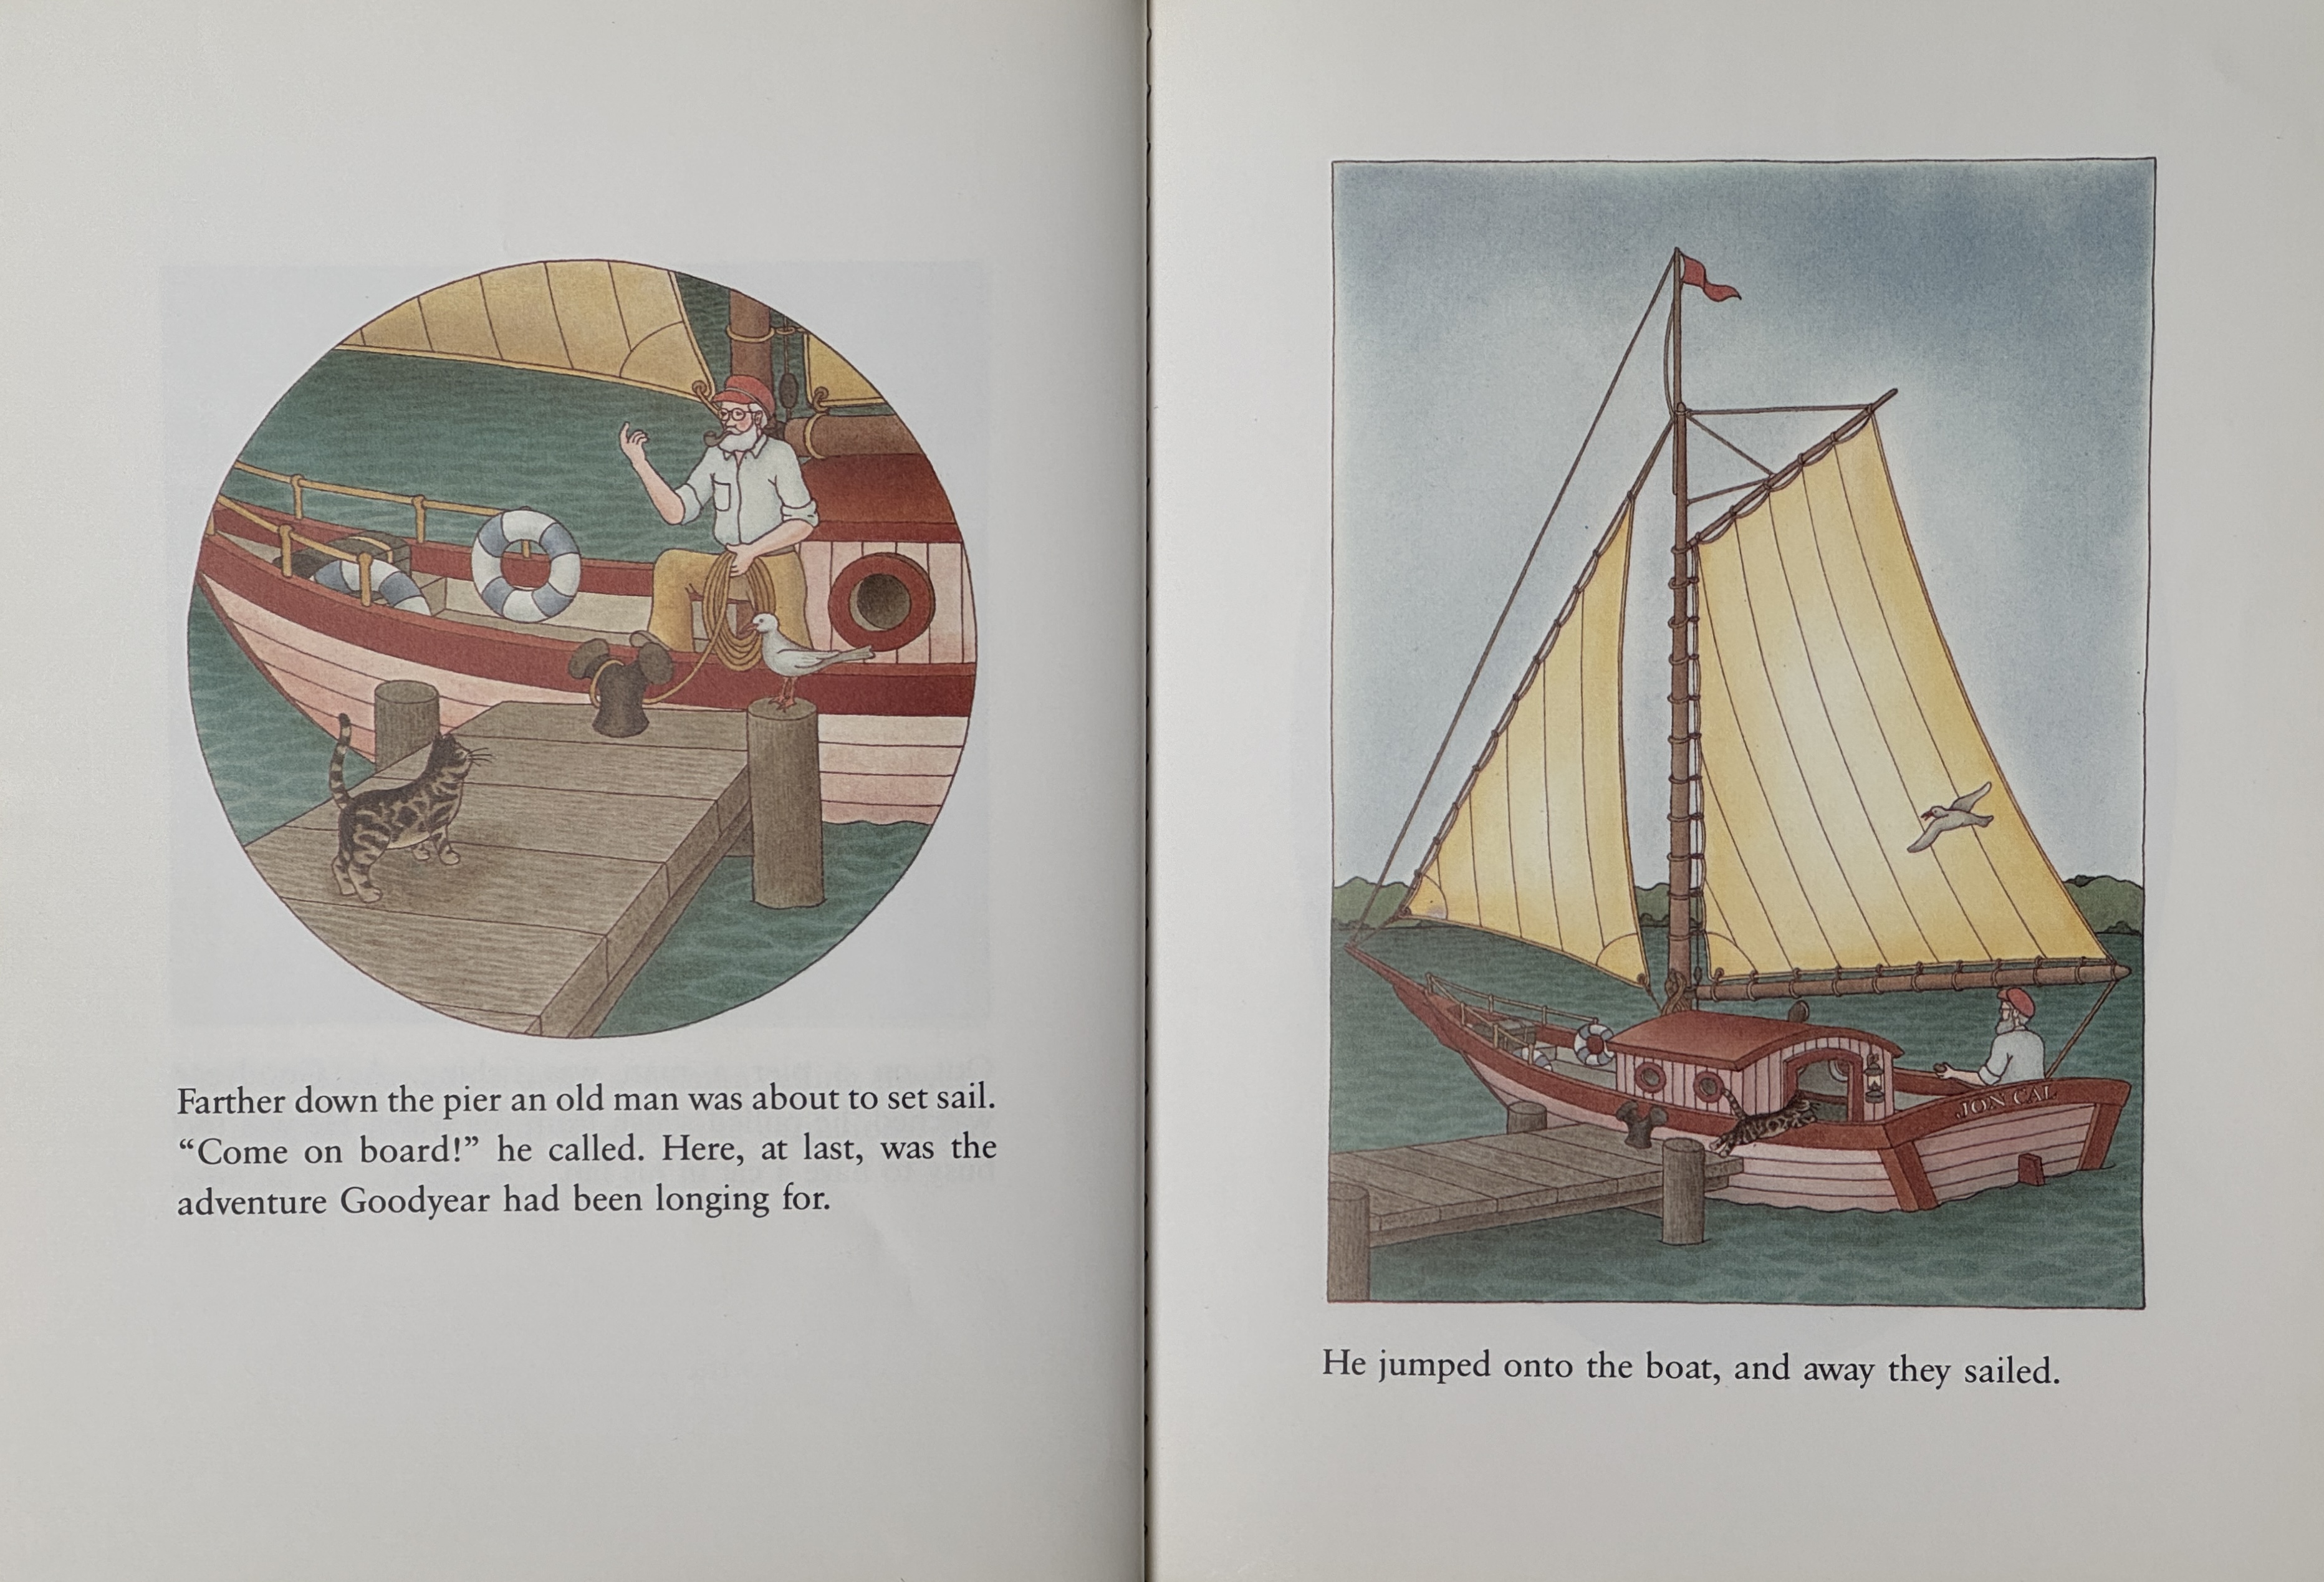 Farther down the pier an old man was about to set sail.
“Come on board!” he called. Here, at last, was the
adventure Goodyear had been longing for.
JON CAL
He jumped onto the boat, and away they sailed.